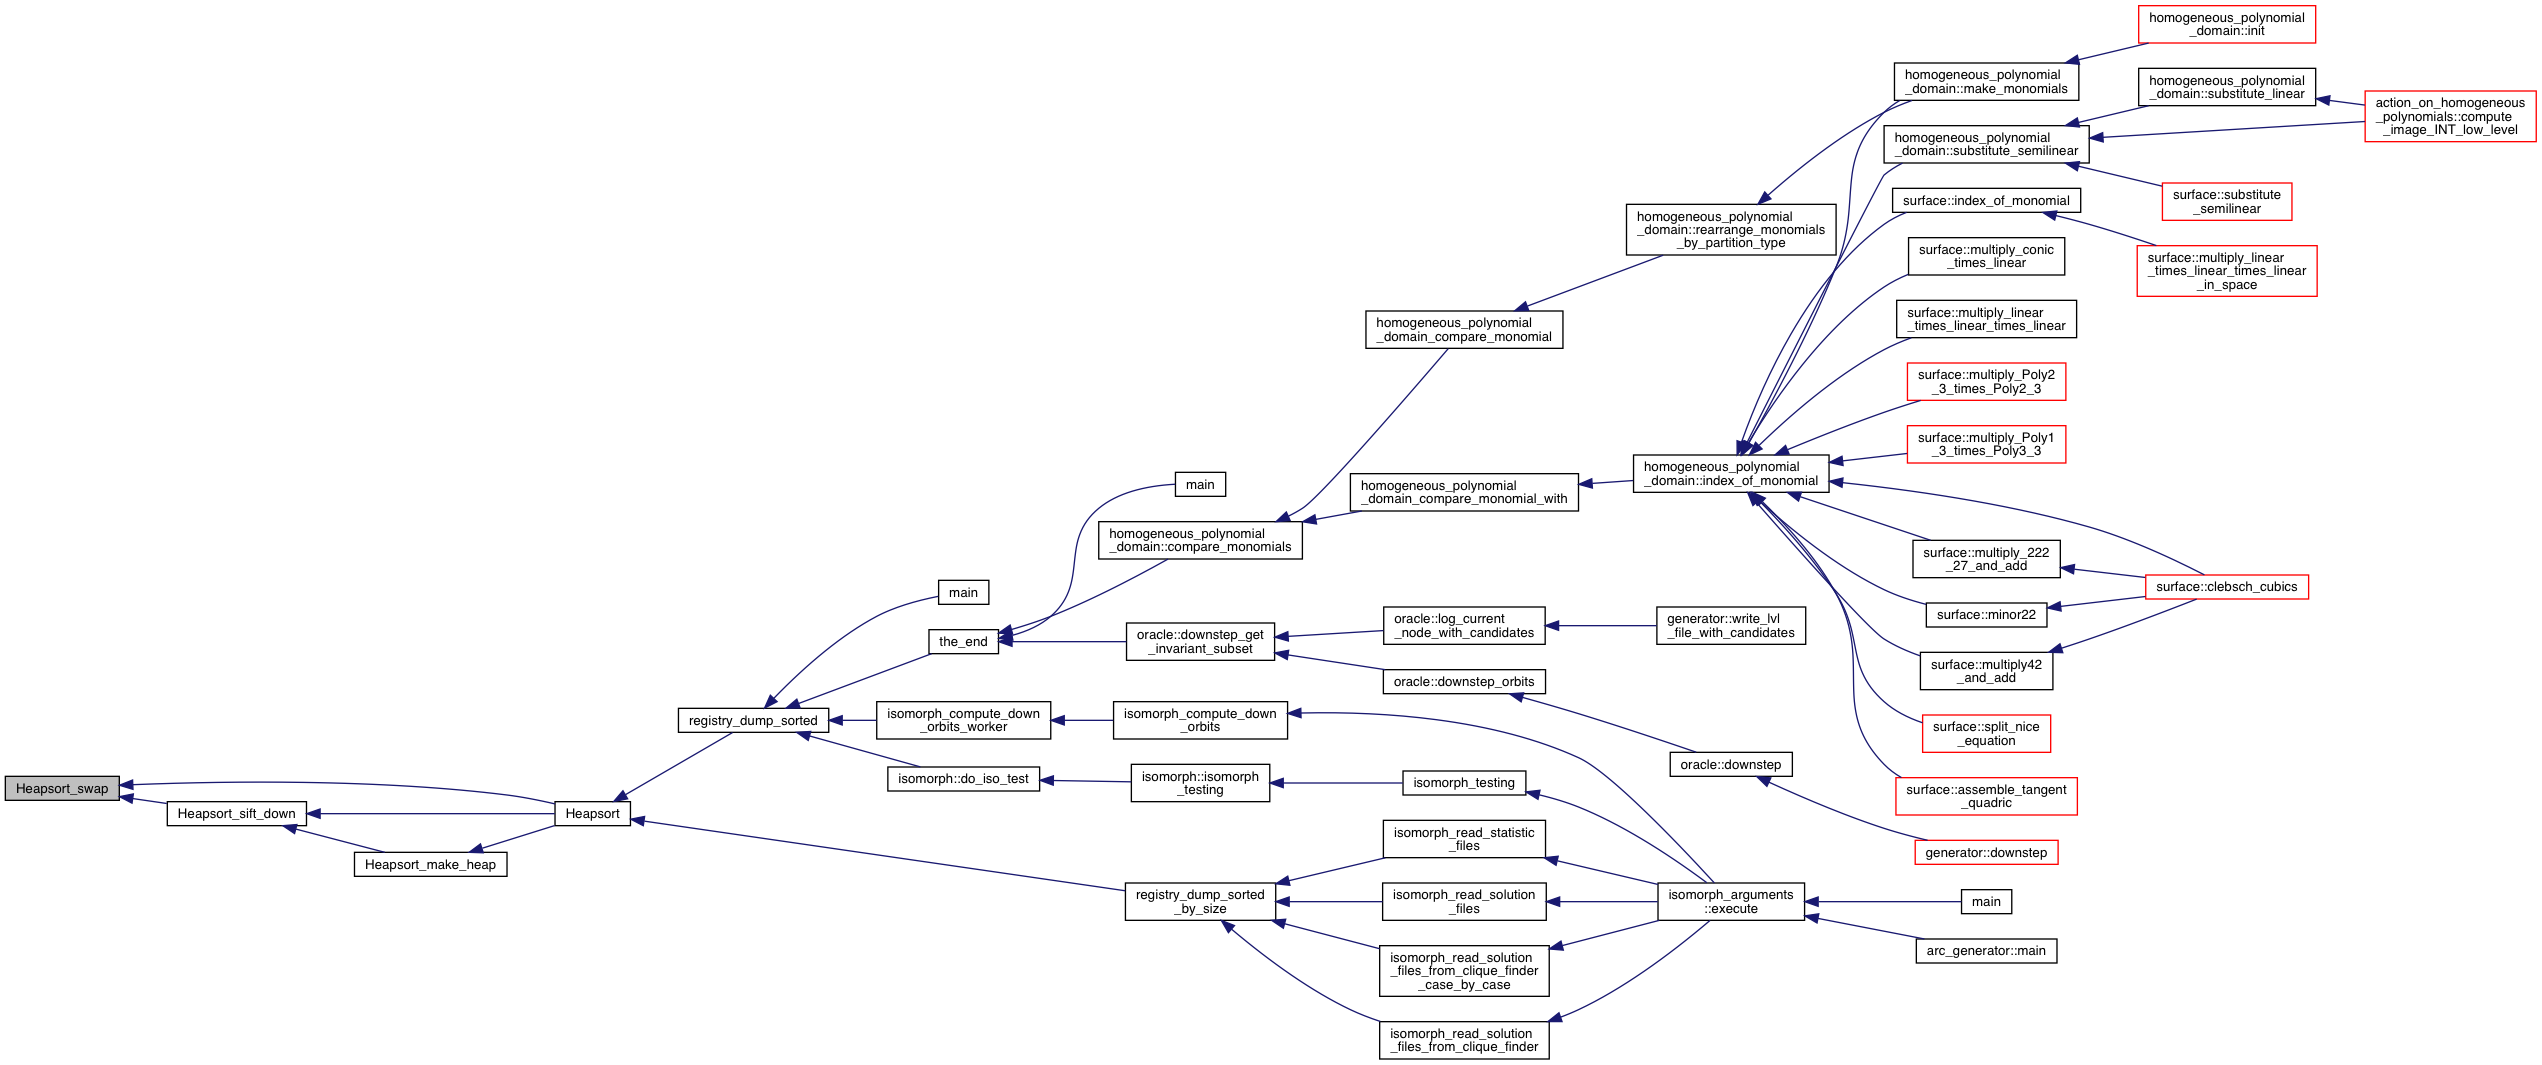 homogeneous_polynomial
_domain::init
homogeneous_polynomial
_domain::make_monomials
homogeneous_polynomial
_domain::substitute_linear
action_on_homogeneous
_polynomials::compute
_image_INT_low_level
homogeneous_polynomial
_domain::substitute_semilinear
surface::substitute
_semilinear
surface::index_of_monomial
homogeneous_polynomial
_domain::rearrange_monomials
_by_partition_type
surface::multiply_conic
_times_linear
surface::multiply_linear
_times_linear_times_linear
_in_space
surface::multiply_linear
_times_linear_times_linear
homogeneous_polynomial
_domain_compare_monomial
surface::multiply_Poly2
_3_times_Poly2_3
surface::multiply_Poly1
_3_times_Poly3_3
homogeneous_polynomial
_domain::index_of_monomial
main
homogeneous_polynomial
_domain_compare_monomial_with
homogeneous_polynomial
_domain::compare_monomials
surface::multiply_222
_27_and_add
surface::clebsch_cubics
main
surface::minor22
the_end
oracle::downstep_get
_invariant_subset
oracle::log_current
_node_with_candidates
generator::write_lvl
_file_with_candidates
surface::multiply42
_and_add
oracle::downstep_orbits
registry_dump_sorted
isomorph_compute_down
_orbits_worker
isomorph_compute_down
_orbits
surface::split_nice
_equation
oracle::downstep
isomorph::do_iso_test
isomorph::isomorph
_testing
isomorph_testing
surface::assemble_tangent
_quadric
Heapsort_swap
Heapsort_sift_down
Heapsort
isomorph_read_statistic
_files
generator::downstep
Heapsort_make_heap
registry_dump_sorted
_by_size
isomorph_read_solution
_files
isomorph_arguments
::execute
main
arc_generator::main
isomorph_read_solution
_files_from_clique_finder
_case_by_case
isomorph_read_solution
_files_from_clique_finder